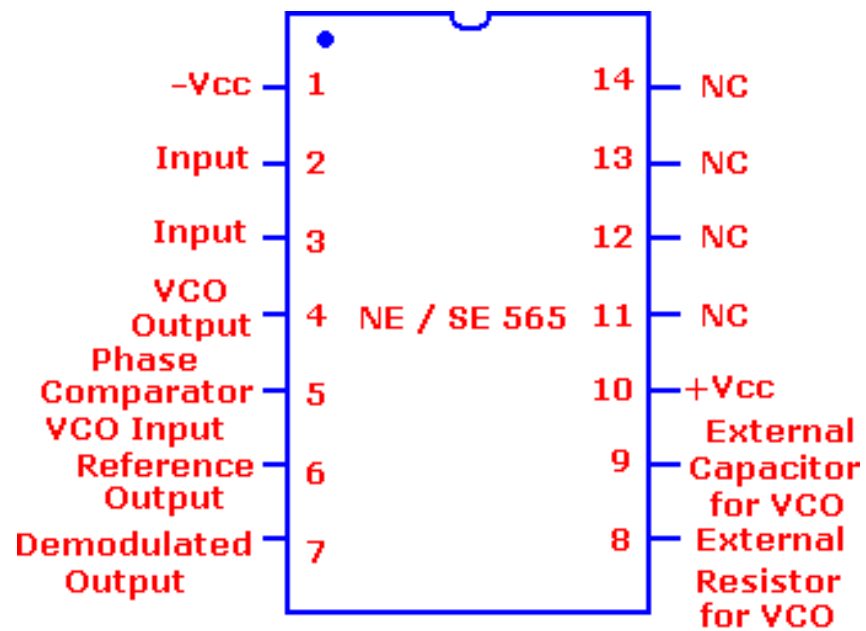 -Vcc 1
Input 2
Input 3
VCO
Output 4
Phase
Comparator 5
VCO Input
Reference 6
Output
Demodulated 7
Output
NE / SE 565
14 NC
13 NC
12 NC
11 NC
10 +Vcc
External
9 Capacitor
for VCO
8 External
Resistor
for VCO